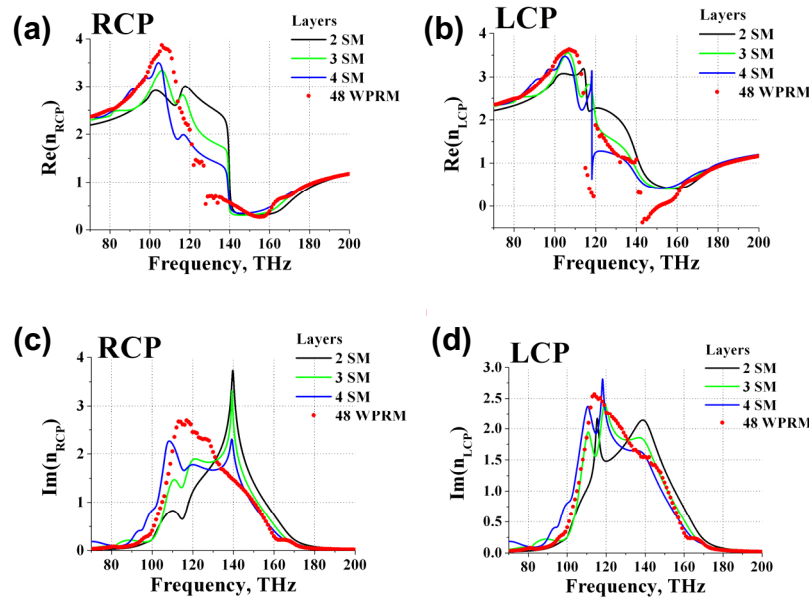 (a)
RCP
Layers
2 SM
3 SM
4 SM
48 WPRM
Re(n_RCP)
4
3
2
1
0
80 100 120 140 160 180 200
Frequency, THz
(b)
LCP
Layers
2 SM
3 SM
4 SM
48 WPRM
Re(n_LCP)
4
3
2
1
0
80 100 120 140 160 180 200
Frequency, THz
(c)
RCP
Layers
2 SM
3 SM
4 SM
48 WPRM
Im(n_RCP)
4
3
2
1
0
80 100 120 140 160 180 200
Frequency, THz
(d)
LCP
Layers
2 SM
3 SM
4 SM
48 WPRM
Im(n_LCP)
3.0
2.5
2.0
1.5
1.0
0.5
0.0
80 100 120 140 160 180 200
Frequency, THz